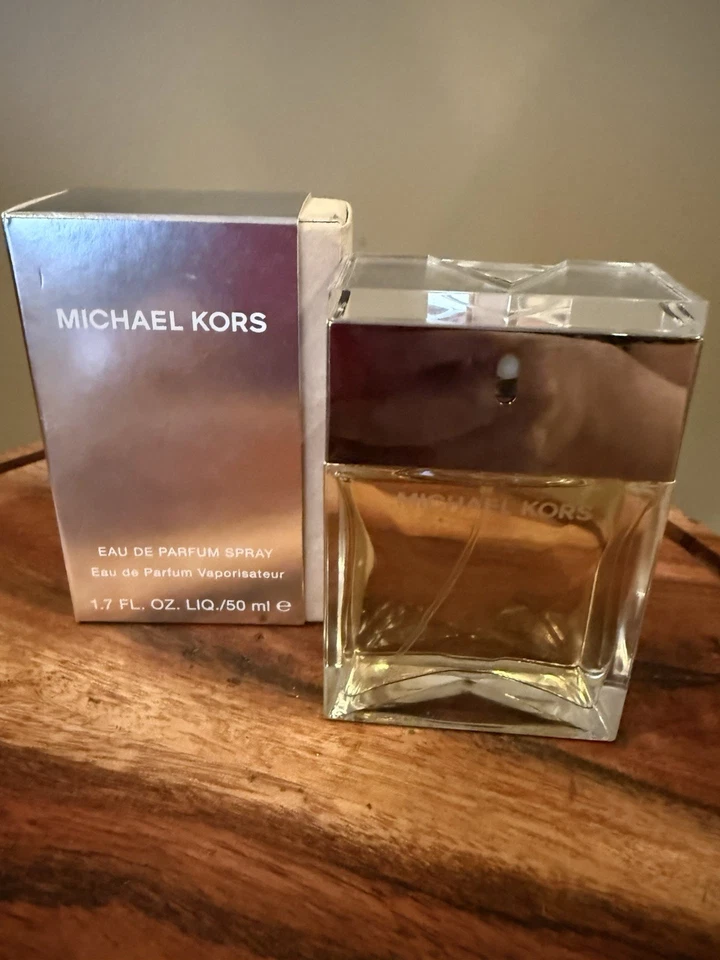 MICHAEL KORS
EAU DE PARFUM SPRAY
Eau de Parfum Vaporisateur
1.7 FL. OZ. LIQ./50 ml ℮
MICHAEL KORS